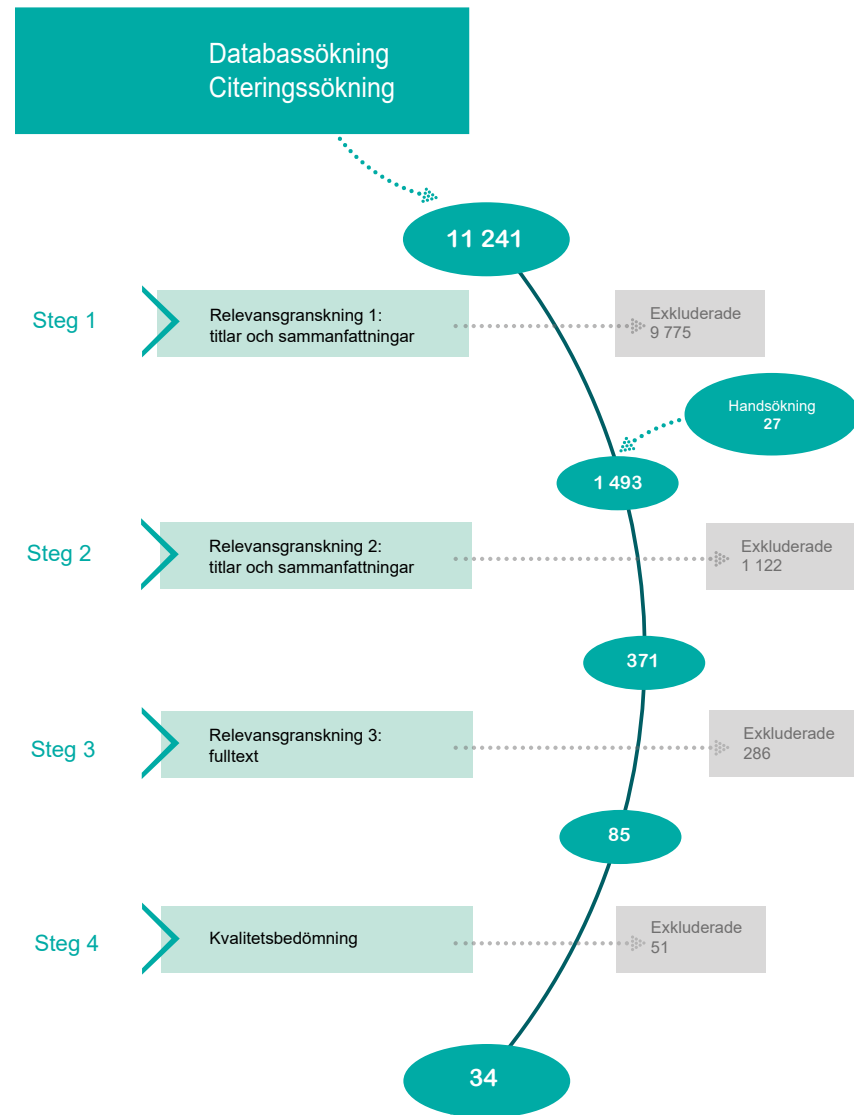 Databassökning
Citeringssökning
11 241
Steg 1
Relevansgranskning 1:
titlar och sammanfattningar
Exkluderade
9 775
Handsökning
27
1 493
Steg 2
Relevansgranskning 2:
titlar och sammanfattningar
Exkluderade
1 122
371
Steg 3
Relevansgranskning 3:
fulltext
Exkluderade
286
85
Steg 4
Kvalitetsbedömning
Exkluderade
51
34